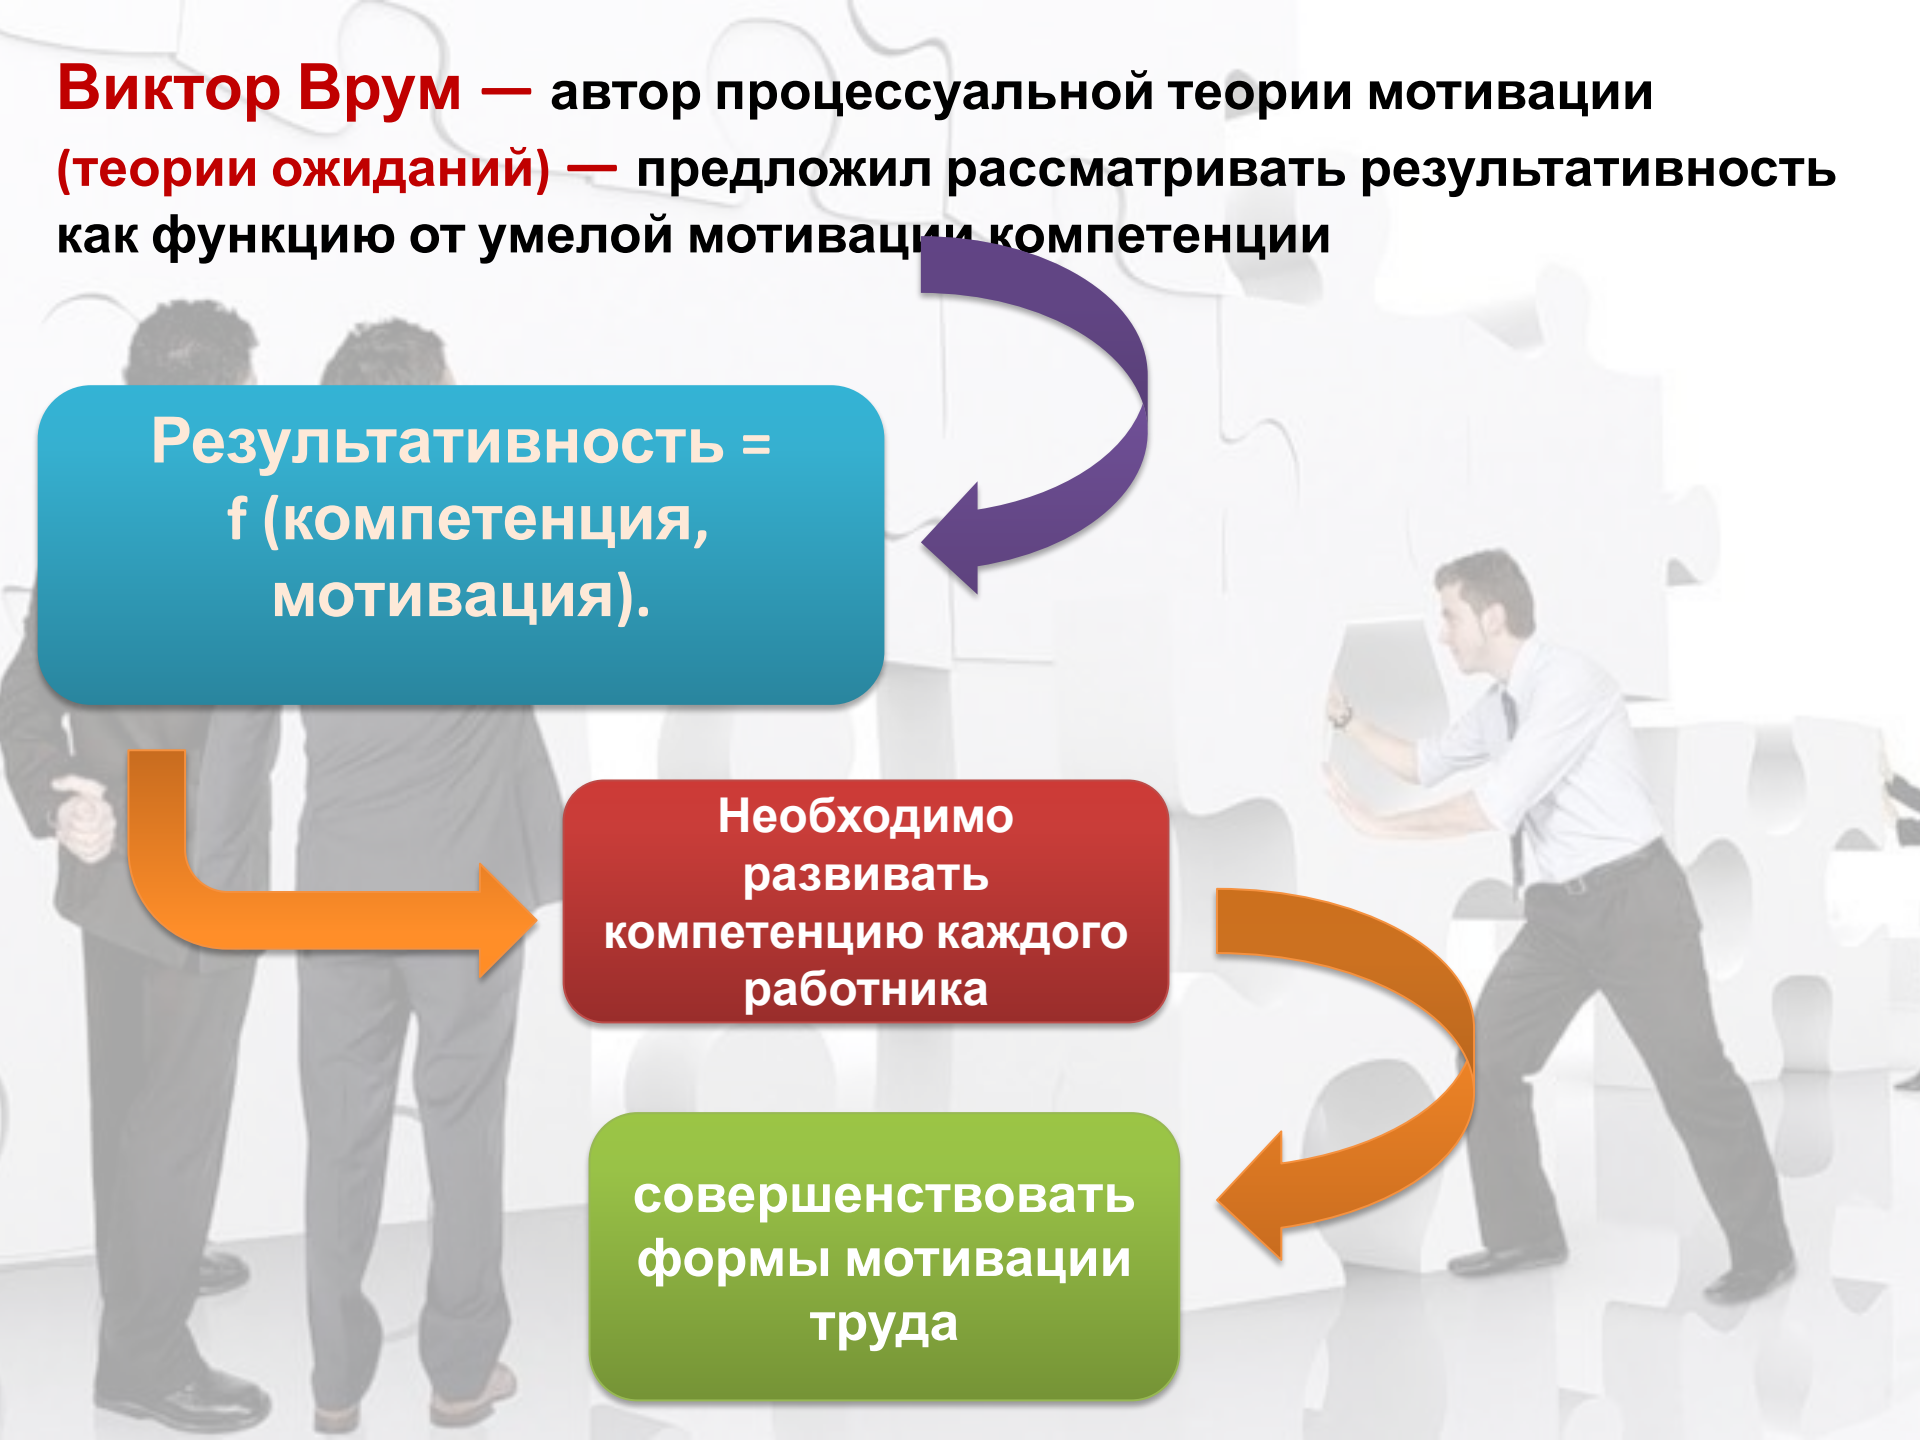 Виктор Врум — автор процессуальной теории мотивации
(теории ожиданий) — предложил рассматривать результативность
как функцию от умелой мотивации компетенции
Результативность =
f (компетенция,
мотивация).
Необходимо
развивать
компетенцию каждого
работника
совершенствовать
формы мотивации
труда